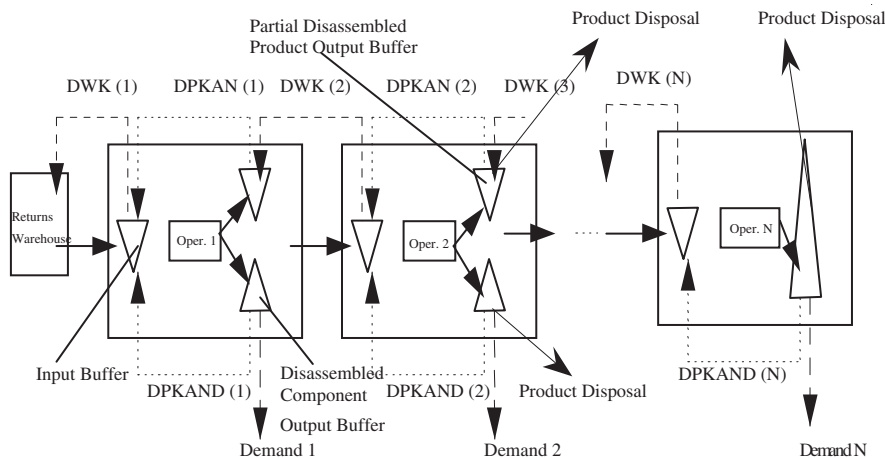 Partial Disassembled
Product Output Buffer
Product Disposal
Product Disposal
DWK (1)
DPKAN (1)
DWK (2)
DPKAN (2)
DWK (3)
DWK (N)
Returns
Warehouse
Oper. 1
Oper. 2
......
Oper. N
Input Buffer
DPKAND (1)
Disassembled
Component
Output Buffer
DPKAND (2)
Product Disposal
DPKAND (N)
Demand 1
Demand 2
Demand N